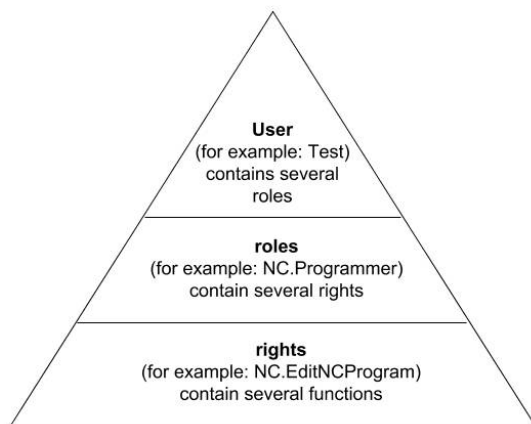 User
(for example: Test)
contains several
roles
roles
(for example: NC.Programmer)
contain several rights
rights
(for example: NC.EditNCProgram)
contain several functions